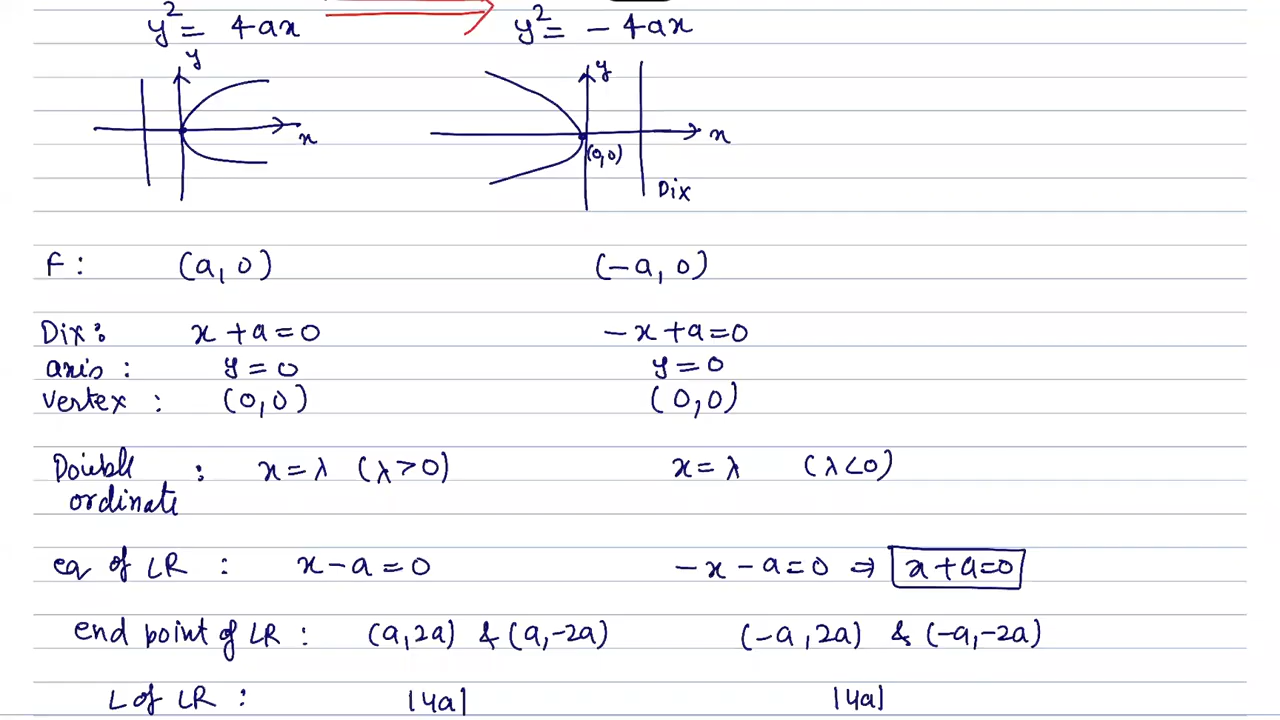 y² = 4ax y² = - 4ax
y y
x x
(0,0)
Dix
F : (a, 0) (-a, 0)
Dix : x + a = 0 -x + a = 0
axis : y = 0 y = 0
vertex : (0,0) (0,0)
Double : x = λ (λ > 0) x = λ (λ < 0)
ordinate
eq of LR : x - a = 0 -x - a = 0 ⇒ x + a = 0
end point of LR : (a, 2a) & (a, -2a) (-a, 2a) & (-a, -2a)
L of LR : |4a| |4a|